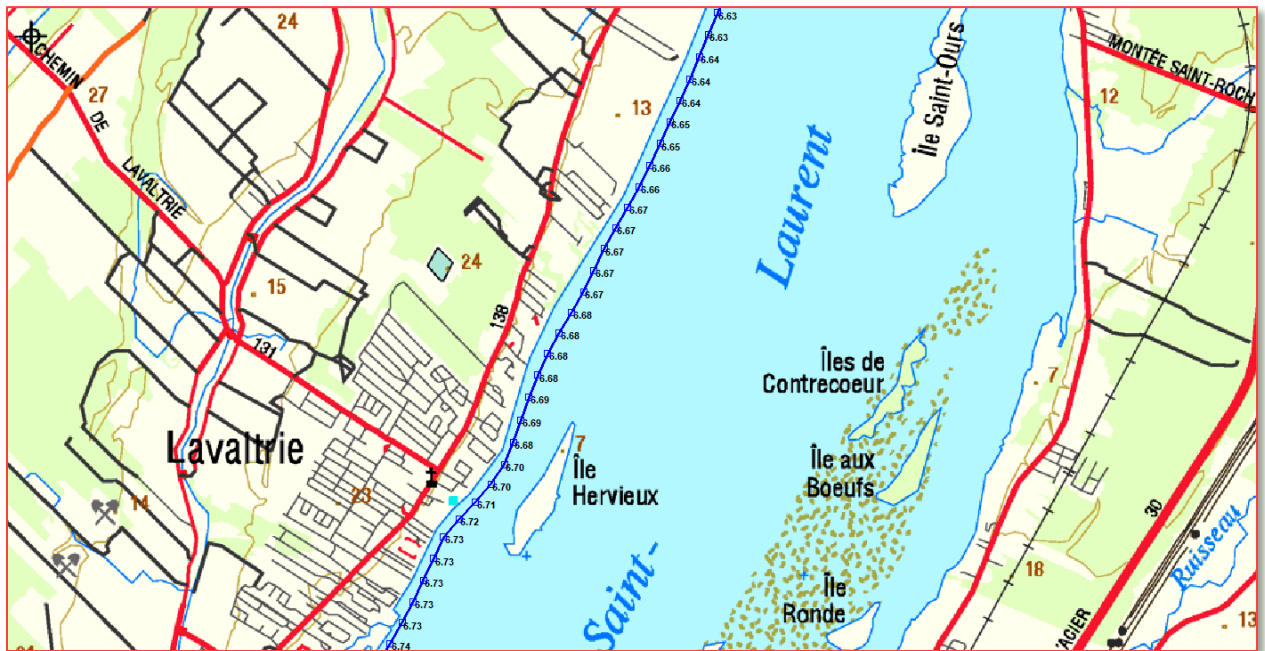 24
6.63
6.63
CHEMIN
27
DE
LAVALTRIE
6.64
6.64
6.64
13
6.65
6.65
6.66
6.66
6.67
6.67
6.67
6.67
6.67
6.68
6.68
6.68
6.68
6.69
6.69
6.68
6.70
6.70
6.71
6.72
6.73
6.73
6.73
6.73
6.73
6.74
Île Saint-Ours
MONTÉE SAINT-ROCH
12
Laurent
24
15
138
131
Îles de
Contrecoeur
7
Lavaltrie
7
Île
Hervieux
Île aux
Boeufs
14
23
30
Ruisseau
Saint-
Île
Ronde
18
'ACIER
13